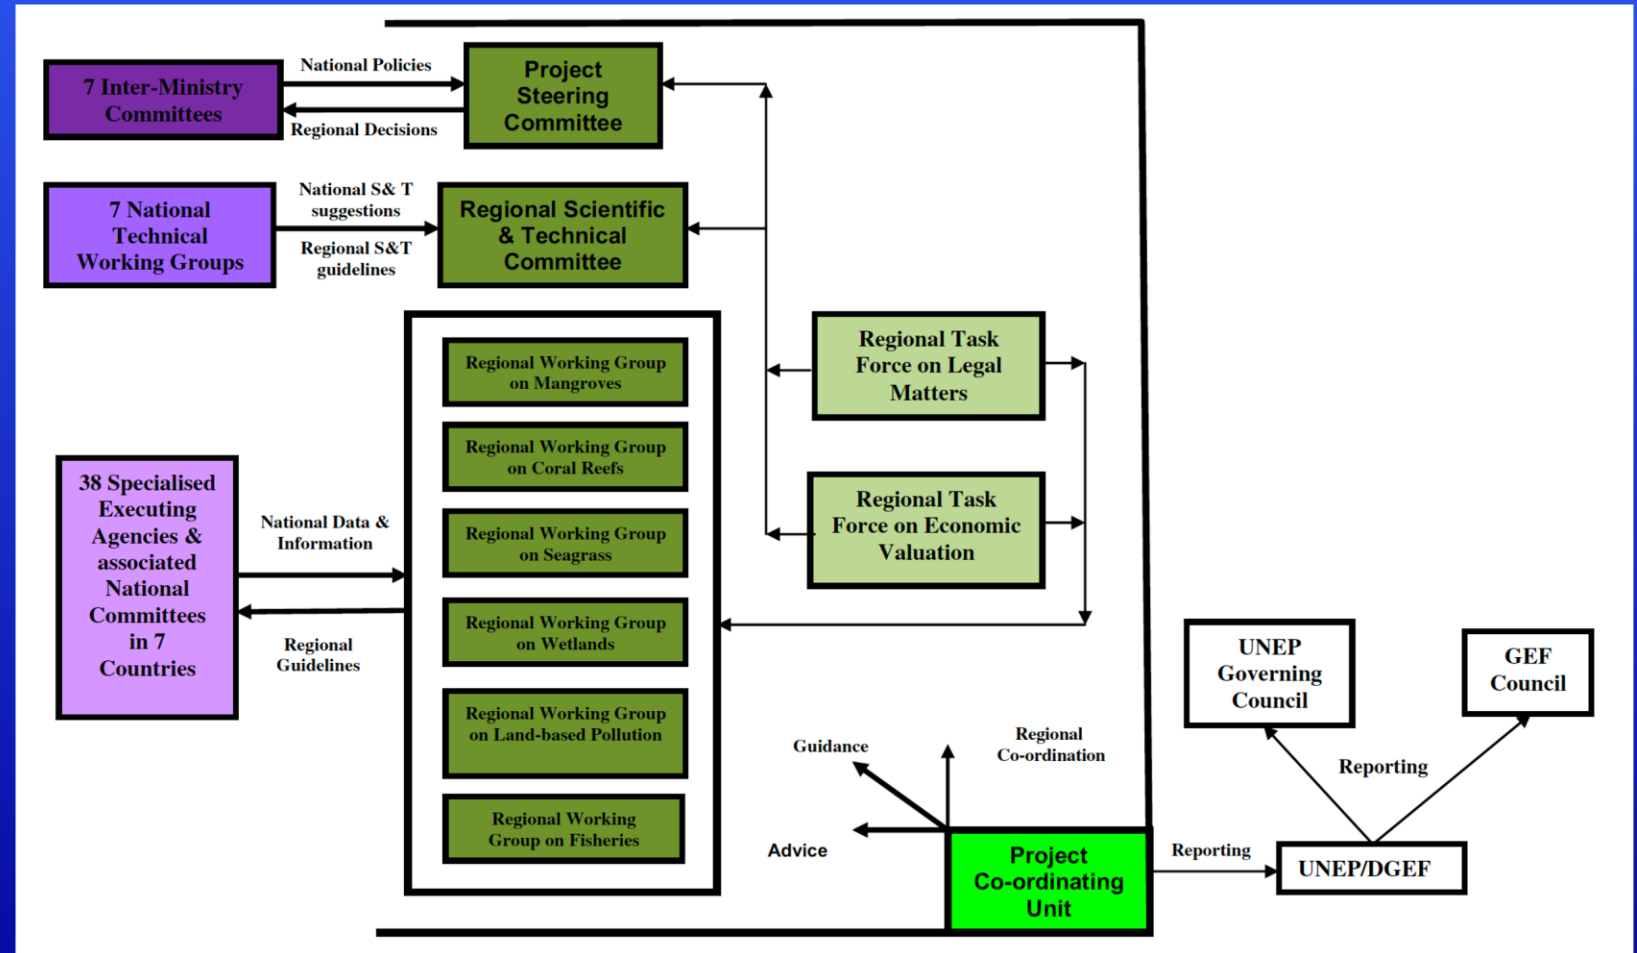 7 Inter-Ministry
Committees
National Policies
Regional Decisions
Project
Steering
Committee
7 National
Technical
Working Groups
National S& T
suggestions
Regional S&T
guidelines
Regional Scientific
& Technical
Committee
38 Specialised
Executing
Agencies &
associated
National
Committees
in 7
Countries
National Data &
Information
Regional
Guidelines
Regional Working Group
on Mangroves
Regional Working Group
on Coral Reefs
Regional Working Group
on Seagrass
Regional Working Group
on Wetlands
Regional Working Group
on Land-based Pollution
Regional Working
Group on Fisheries
Regional Task
Force on Legal
Matters
Regional Task
Force on Economic
Valuation
Guidance
Regional
Co-ordination
Advice
Project
Co-ordinating
Unit
Reporting
UNEP/DGEF
Reporting
UNEP
Governing
Council
GEF
Council